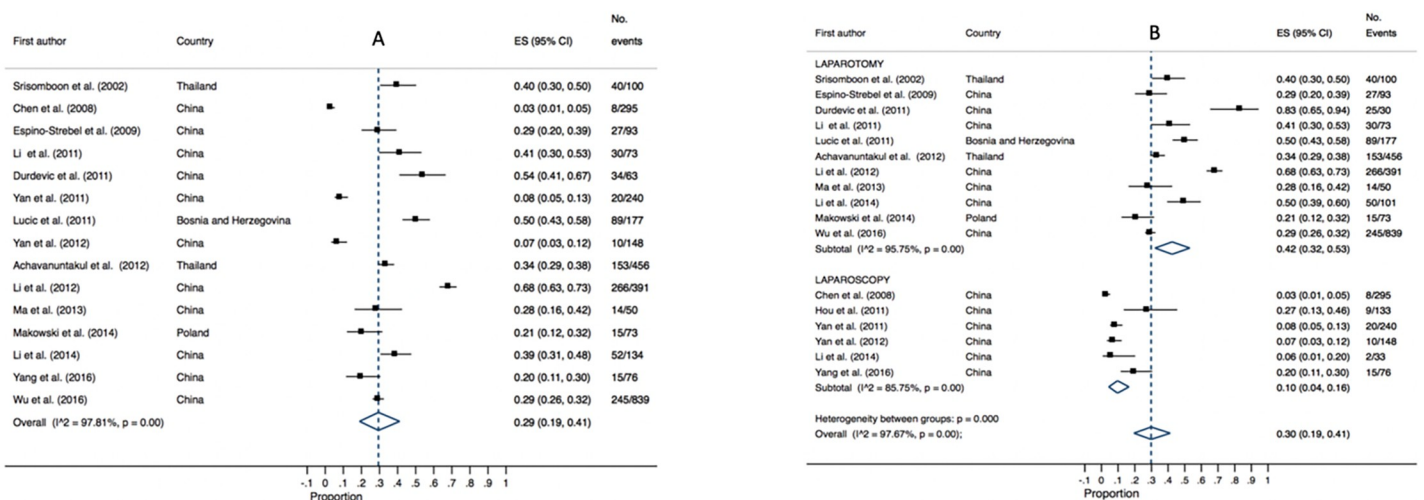 A
No.
First author Country ES (95% CI) events
Srisomboon et al. (2002) Thailand 0.40 (0.30, 0.50) 40/100
Chen et al. (2008) China 0.03 (0.01, 0.05) 8/295
Espino-Strebel et al. (2009) China 0.29 (0.20, 0.39) 27/93
Li et al. (2011) China 0.41 (0.30, 0.53) 30/73
Durdevic et al. (2011) China 0.54 (0.41, 0.67) 34/63
Yan et al. (2011) China 0.08 (0.05, 0.13) 20/240
Lucic et al. (2011) Bosnia and Herzegovina 0.50 (0.43, 0.58) 89/177
Yan et al. (2012) China 0.07 (0.03, 0.12) 10/148
Achavanuntakul et al. (2012) Thailand 0.34 (0.29, 0.38) 153/456
Li et al. (2012) China 0.68 (0.63, 0.73) 266/391
Ma et al. (2013) China 0.28 (0.16, 0.42) 14/50
Makowski et al. (2014) Poland 0.21 (0.12, 0.32) 15/73
Li et al. (2014) China 0.39 (0.31, 0.48) 52/134
Yang et al. (2016) China 0.20 (0.11, 0.30) 15/76
Wu et al. (2016) China 0.29 (0.26, 0.32) 245/839
Overall (I^2 = 97.81%, p = 0.00) 0.29 (0.19, 0.41)
-.1 0 .1 .2 .3 .4 .5 .6 .7 .8 .9 1
Proportion
B
No.
First author Country ES (95% CI) Events
LAPAROTOMY
Srisomboon et al. (2002) Thailand 0.40 (0.30, 0.50) 40/100
Espino-Strebel et al. (2009) China 0.29 (0.20, 0.39) 27/93
Durdevic et al. (2011) China 0.83 (0.65, 0.94) 25/30
Li et al. (2011) China 0.41 (0.30, 0.53) 30/73
Lucic et al. (2011) Bosnia and Herzegovina 0.50 (0.43, 0.58) 89/177
Achavanuntakul et al. (2012) Thailand 0.34 (0.29, 0.38) 153/456
Li et al. (2012) China 0.68 (0.63, 0.73) 266/391
Ma et al. (2013) China 0.28 (0.16, 0.42) 14/50
Li et al. (2014) China 0.50 (0.39, 0.60) 50/101
Makowski et al. (2014) Poland 0.21 (0.12, 0.32) 15/73
Wu et al. (2016) China 0.29 (0.26, 0.32) 245/839
Subtotal (I^2 = 95.75%, p = 0.00) 0.42 (0.32, 0.53)
LAPAROSCOPY
Chen et al. (2008) China 0.03 (0.01, 0.05) 8/295
Hou et al. (2011) China 0.27 (0.13, 0.46) 9/133
Yan et al. (2011) China 0.08 (0.05, 0.13) 20/240
Yan et al. (2012) China 0.07 (0.03, 0.12) 10/148
Li et al. (2014) China 0.06 (0.01, 0.20) 2/33
Yang et al. (2016) China 0.20 (0.11, 0.30) 15/76
Subtotal (I^2 = 85.75%, p = 0.00) 0.10 (0.04, 0.16)
Heterogeneity between groups: p = 0.000
Overall (I^2 = 97.67%, p = 0.00); 0.30 (0.19, 0.41)
-.1 0 .1 .2 .3 .4 .5 .6 .7 .8 .9 1
Proportion